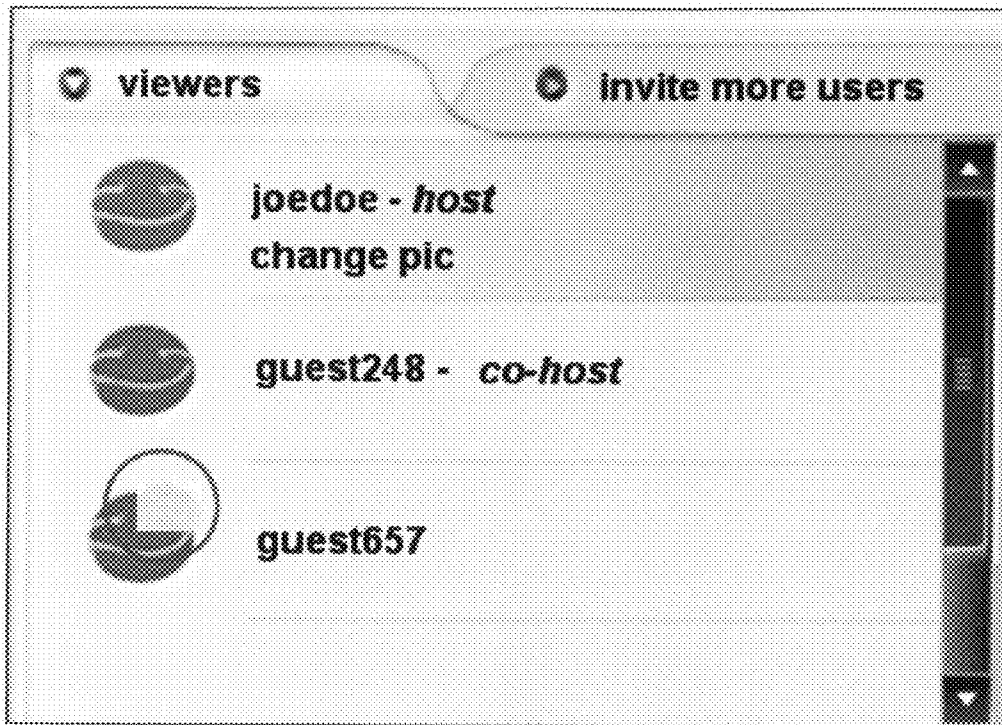 viewers
invite more users
joedoe - host
change pic
guest248 - co-host
guest657